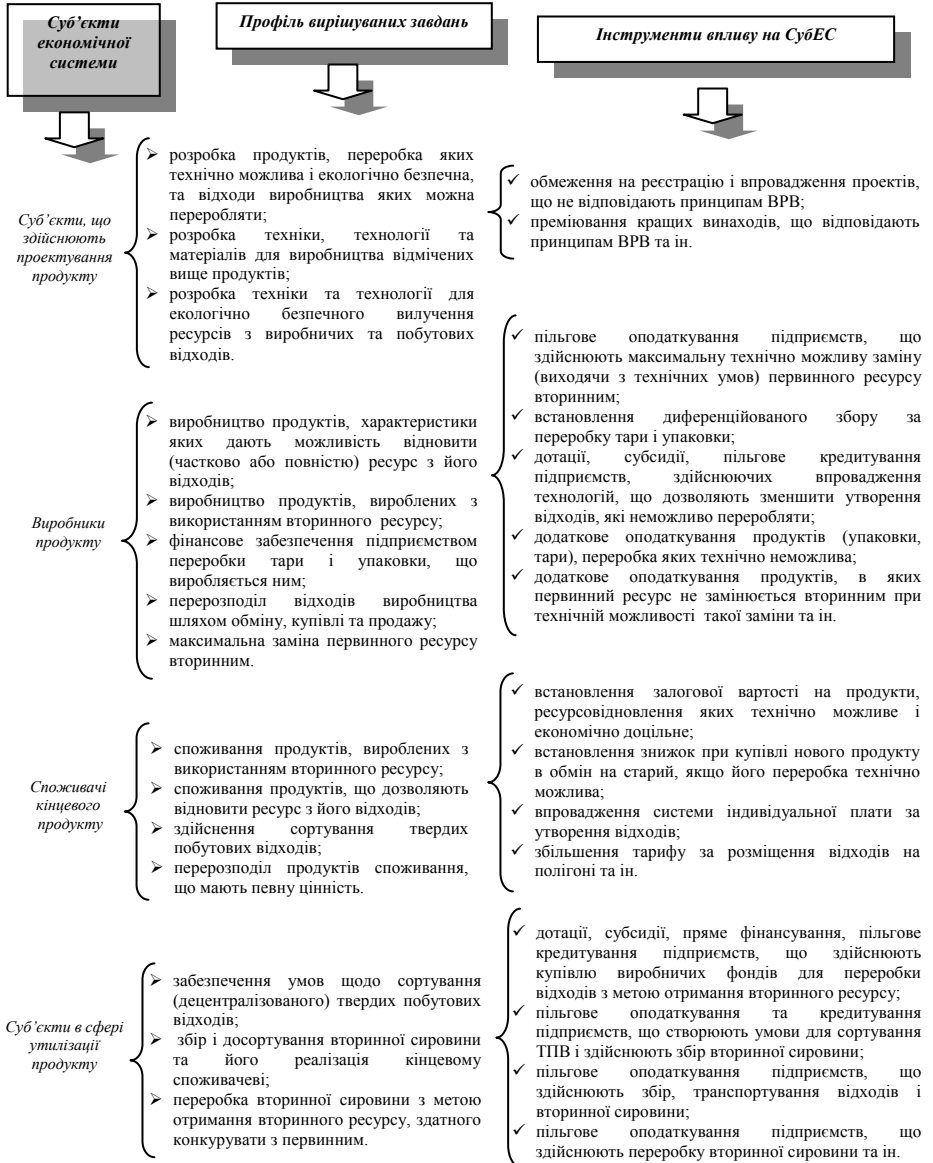 Суб’єкти
економічної
системи
Профіль вирішуваних завдань
Інструменти впливу на СубЕС
Суб’єкти, що
здійснюють
проектування
продукту
➢ розробка продуктів, переробка яких
технічно можлива і екологічно безпечна,
та відходи виробництва яких можна
переробляти;
➢ розробка техніки, технології та
матеріалів для виробництва відмічених
вище продуктів;
➢ розробка техніки та технології для
екологічно безпечного вилучення
ресурсів з виробничих та побутових
відходів.
✓ обмеження на реєстрацію і впровадження проектів,
що не відповідають принципам ВРВ;
✓ преміювання кращих винаходів, що відповідають
принципам ВРВ та ін.
Виробники
продукту
➢ виробництво продуктів, характеристики
яких дають можливість відновити
(частково або повністю) ресурс з його
відходів;
➢ виробництво продуктів, вироблених з
використанням вторинного ресурсу;
➢ фінансове забезпечення підприємством
переробки тари і упаковки, що
виробляється ним;
➢ перерозподіл відходів виробництва
шляхом обміну, купівлі та продажу;
➢ максимальна заміна первинного ресурсу
вторинним.
✓ пільгове оподаткування підприємств, що
здійснюють максимальну технічно можливу заміну
(виходячи з технічних умов) первинного ресурсу
вторинним;
✓ встановлення диференційованого збору за
переробку тари і упаковки;
✓ дотації, субсидії, пільгове кредитування
підприємств, здійснюючих впровадження
технологій, що дозволяють зменшити утворення
відходів, які неможливо переробляти;
✓ додаткове оподаткування продуктів (упаковки,
тари), переробка яких технічно неможлива;
✓ додаткове оподаткування продуктів, в яких
первинний ресурс не замінюється вторинним при
технічній можливості такої заміни та ін.
Споживачі
кінцевого
продукту
➢ споживання продуктів, вироблених з
використанням вторинного ресурсу;
➢ споживання продуктів, що дозволяють
відновити ресурс з його відходів;
➢ здійснення сортування твердих
побутових відходів;
➢ перерозподіл продуктів споживання,
що мають певну цінність.
✓ встановлення залогової вартості на продукти,
ресурсовідновлення яких технічно можливе і
економічно доцільне;
✓ встановлення знижок при купівлі нового продукту
в обмін на старий, якщо його переробка технічно
можлива;
✓ впровадження системи індивідуальної плати за
утворення відходів;
✓ збільшення тарифу за розміщення відходів на
полігоні та ін.
Суб’єкти в сфері
утилізації
продукту
➢ забезпечення умов щодо сортування
(децентралізованого) твердих побутових
відходів;
➢ збір і досортування вторинної сировини
та його реалізація кінцевому
споживачеві;
➢ переробка вторинної сировини з метою
отримання вторинного ресурсу, здатного
конкурувати з первинним.
✓ дотації, субсидії, пряме фінансування, пільгове
кредитування підприємств, що здійснюють
купівлю виробничих фондів для переробки
відходів з метою отримання вторинного ресурсу;
✓ пільгове оподаткування та кредитування
підприємств, що створюють умови для сортування
ТПВ і здійснюють збір вторинної сировини;
✓ пільгове оподаткування підприємств, що
здійснюють збір, транспортування відходів і
вторинної сировини;
✓ пільгове оподаткування підприємств, що
здійснюють переробку вторинної сировини та ін.